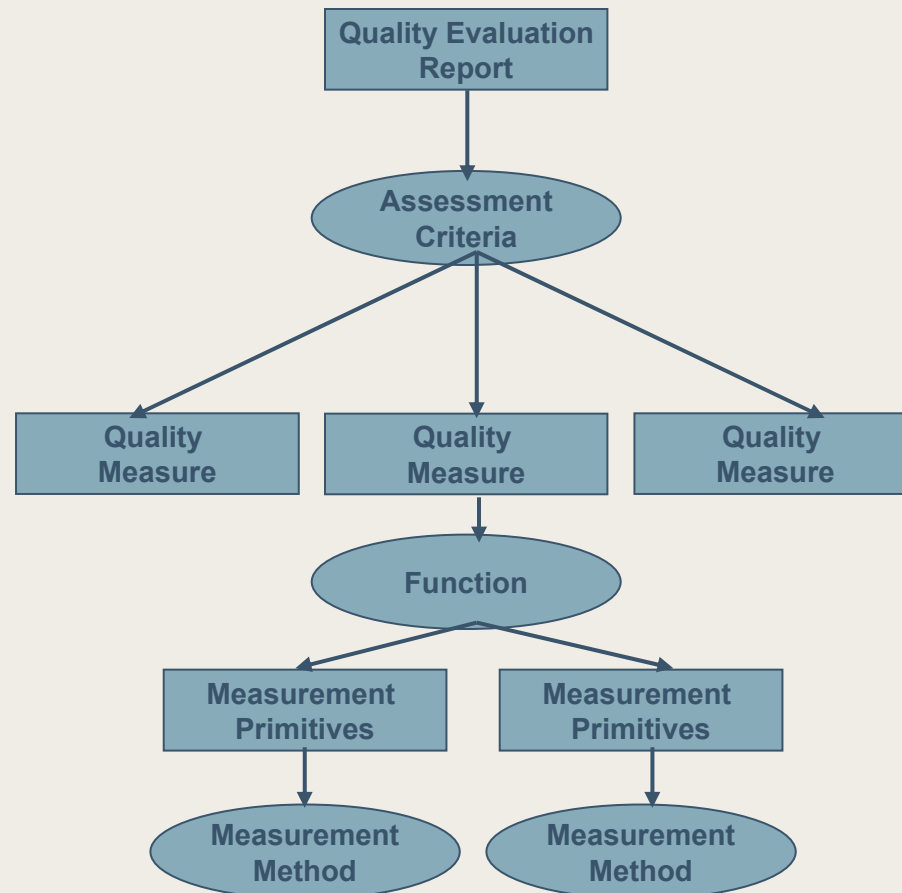 Quality Evaluation
Report
Assessment
Criteria
Quality
Measure
Quality
Measure
Quality
Measure
Function
Measurement
Primitives
Measurement
Primitives
Measurement
Method
Measurement
Method